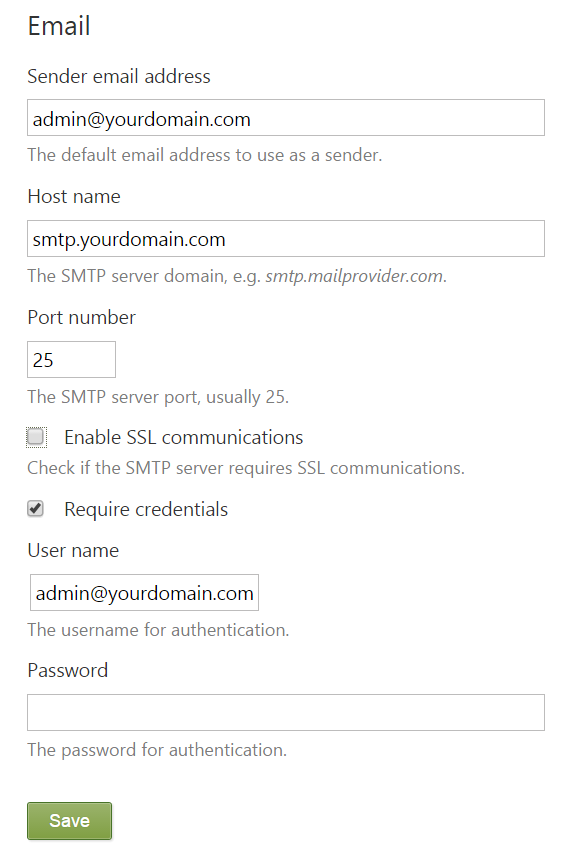 Email
Sender email address
admin@yourdomain.com
The default email address to use as a sender.
Host name
smtp.yourdomain.com
The SMTP server domain, e.g. smtp.mailprovider.com.
Port number
25
The SMTP server port, usually 25.
Enable SSL communications
Check if the SMTP server requires SSL communications.
Require credentials
User name
admin@yourdomain.com
The username for authentication.
Password
The password for authentication.
Save